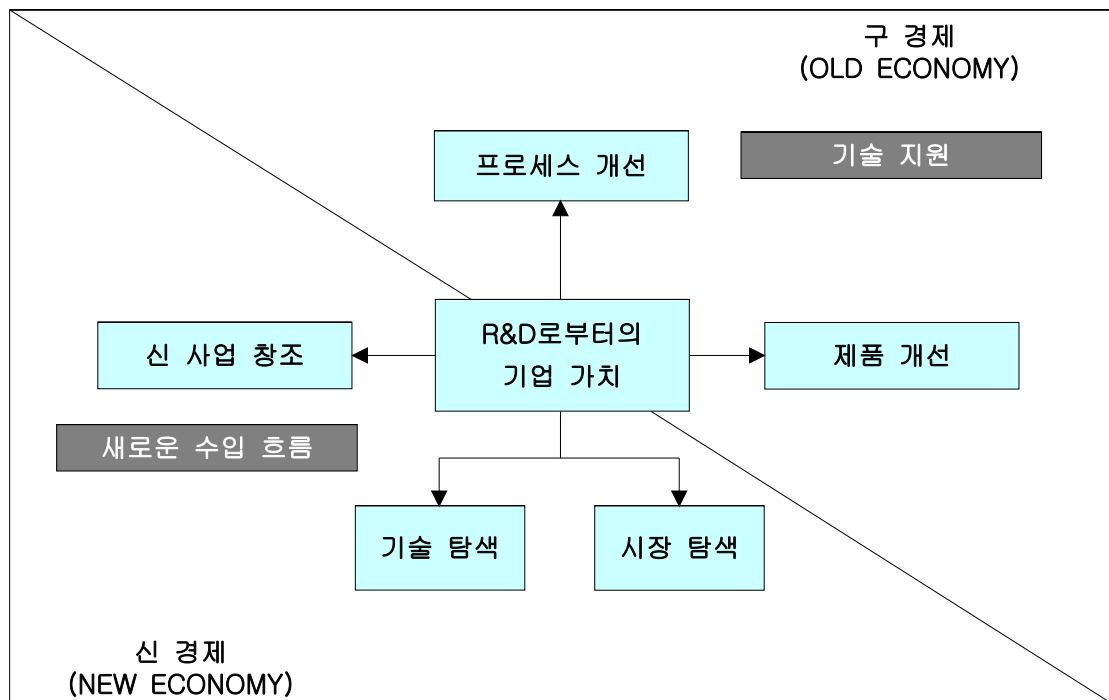 구 경제
(OLD ECONOMY)
기술 지원
프로세스 개선
R&D로부터의
기업 가치
신 사업 창조
제품 개선
새로운 수입 흐름
기술 탐색
시장 탐색
신 경제
(NEW ECONOMY)